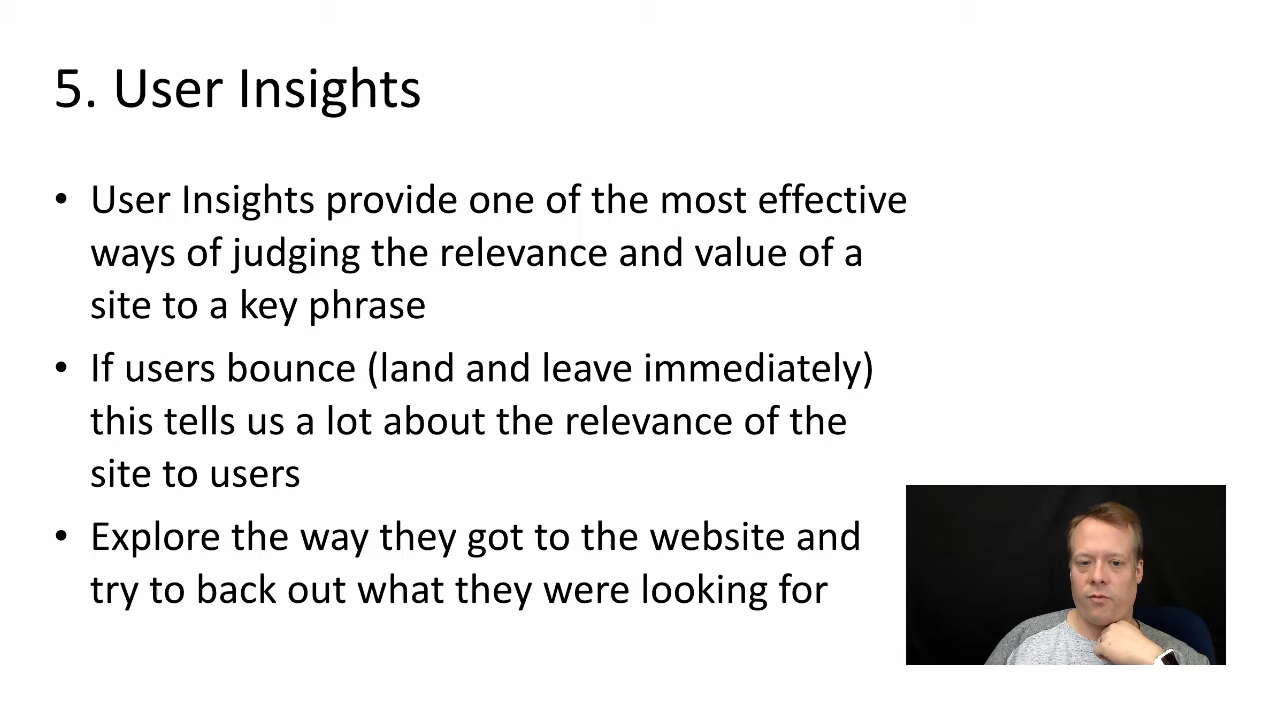 5. User Insights
• User Insights provide one of the most effective
ways of judging the relevance and value of a
site to a key phrase
• If users bounce (land and leave immediately)
this tells us a lot about the relevance of the
site to users
• Explore the way they got to the website and
try to back out what they were looking for